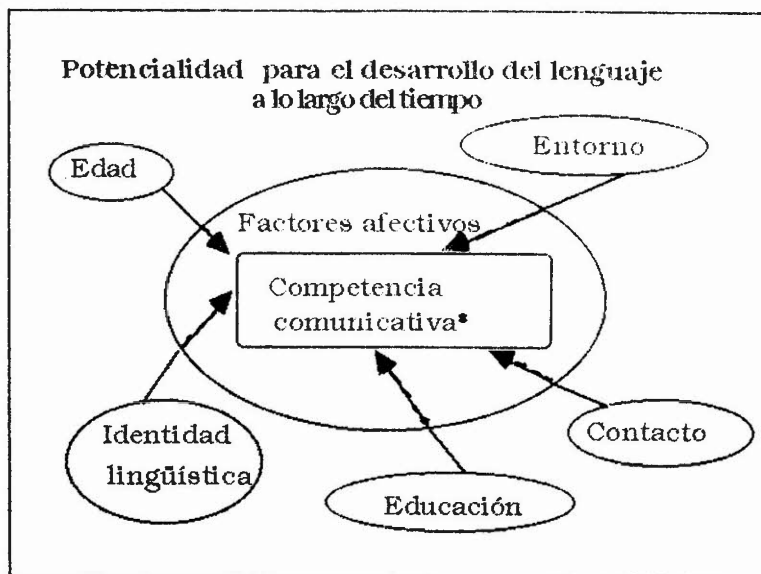 Potencialidad para el desarrollo del lenguaje
a lo largo del tiempo
Edad
Entorno
Factores afectivos
Competencia
comunicativa*
Identidad
lingüística
Contacto
Educación